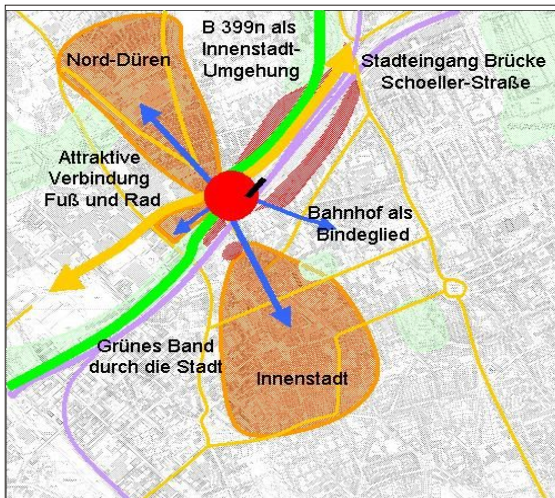 B 399n als
Innenstadt-
Umgehung
Nord-Düren
Stadteingang Brücke
Schoeller-Straße
Attraktive
Verbindung
Fuß und Rad
Bahnhof als
Bindeglied
Grünes Band
durch die Stadt
Innenstadt